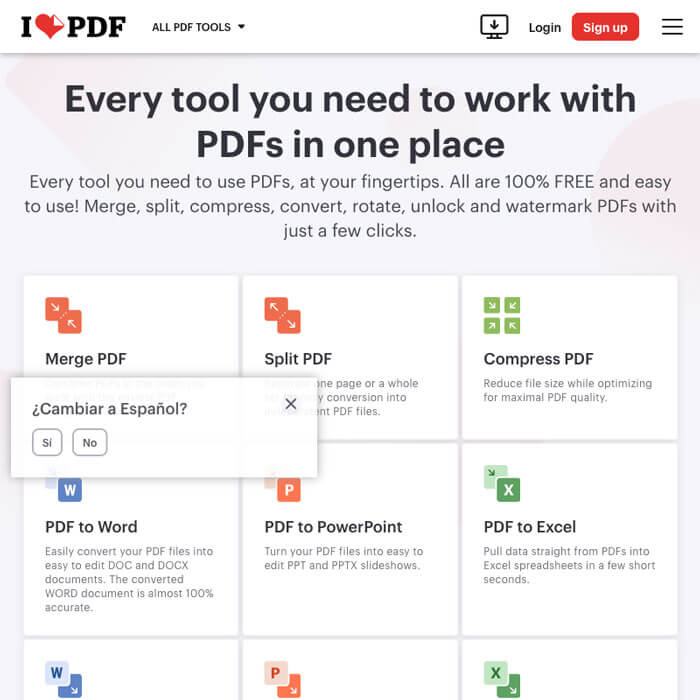 I PDF
ALL PDF TOOLS
Login
Sign up
Every tool you need to work with
PDFs in one place
Every tool you need to use PDFs, at your fingertips. All are 100% FREE and easy
to use! Merge, split, compress, convert, rotate, unlock and watermark PDFs with
just a few clicks.
Merge PDF
Split PDF
one page or a whole
conversion into
PDF files.
Compress PDF
Reduce file size while optimizing
for maximal PDF quality.
¿Cambiar a Español?
Sí
No
W
PDF to Word
Easily convert your PDF files into
easy to edit DOC and DOCX
documents. The converted
WORD document is almost 100%
accurate.
P
PDF to PowerPoint
Turn your PDF files into easy to
edit PPT and PPTX slideshows.
X
PDF to Excel
Pull data straight from PDFs into
Excel spreadsheets in a few short
seconds.
W
P
X